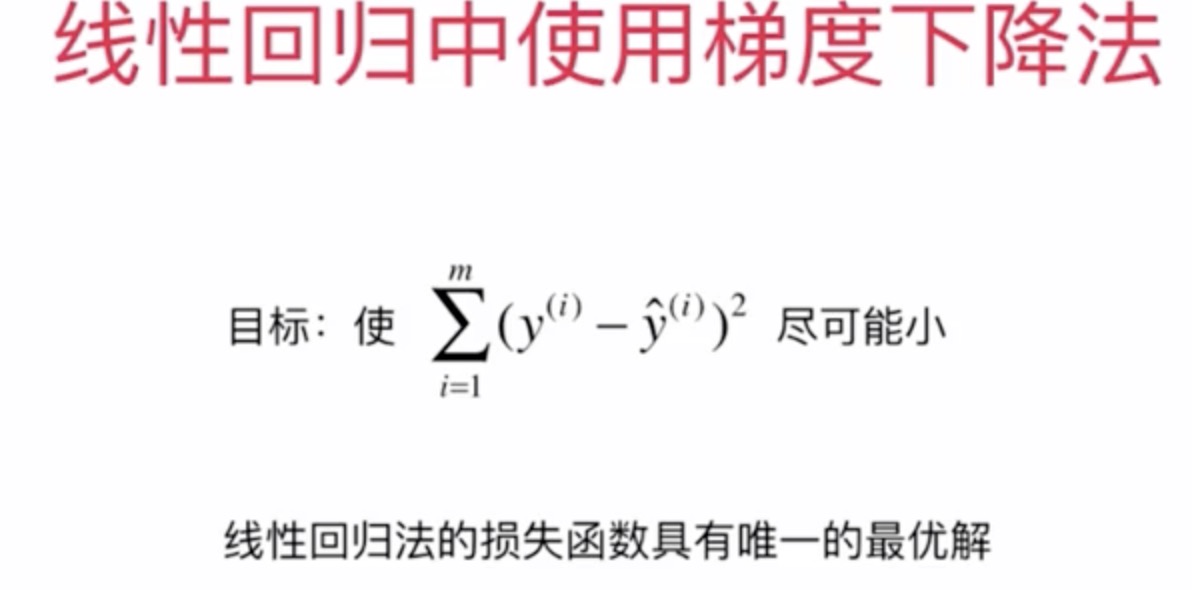 线性回归中使用梯度下降法
目标：使 $\sum_{i=1}^{m}(y^{(i)} - \hat{y}^{(i)})^2$ 尽可能小
线性回归法的损失函数具有唯一的最优解